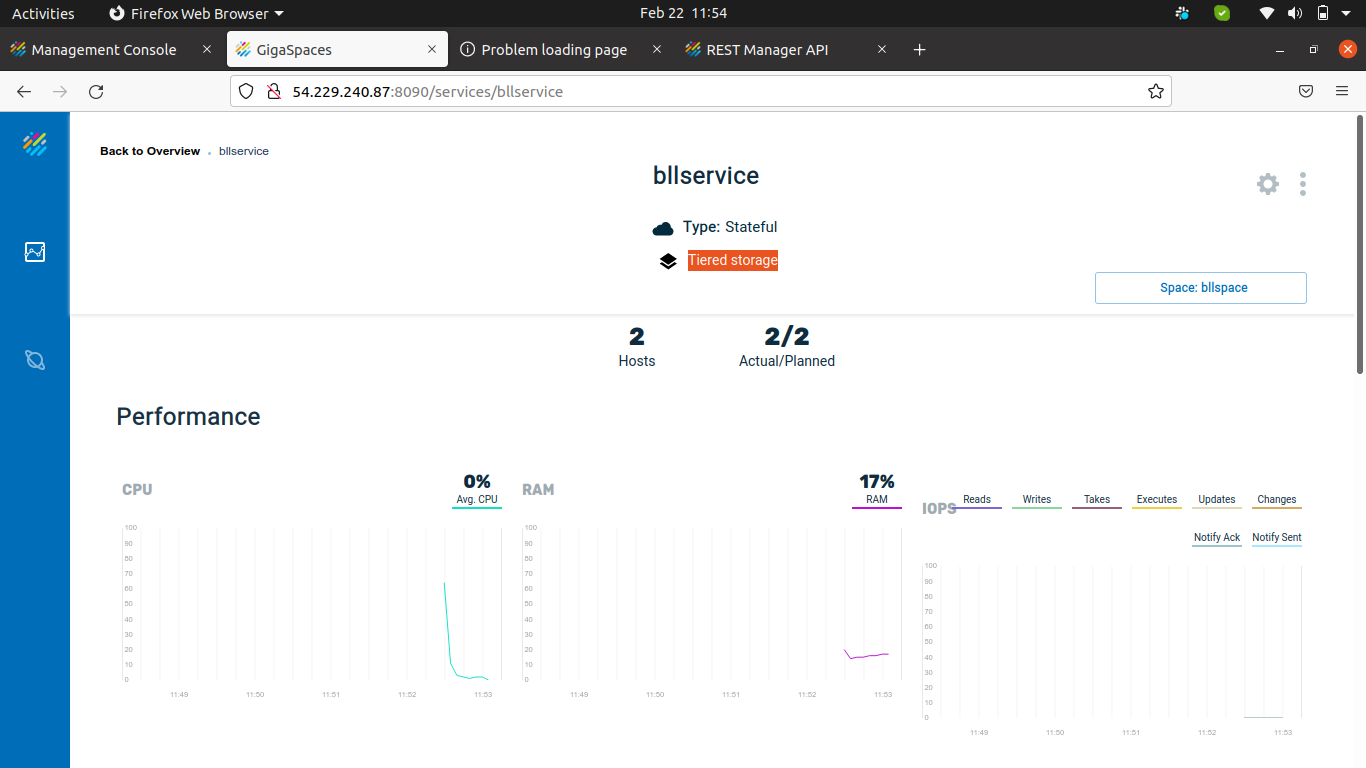 Activities Firefox Web Browser Feb 22 11:54
Management Console GigaSpaces Problem loading page REST Manager API
54.229.240.87:8090/services/bllservice
Back to Overview bllservice
bllservice
Type: Stateful
Tiered storage
Space: bllspace
2 2/2
Hosts Actual/Planned
Performance
CPU 0% Avg. CPU
100
90
80
70
60
50
40
30
20
10
0
11:49 11:50 11:51 11:52 11:53
RAM 17% RAM
100
90
80
70
60
50
40
30
20
10
0
11:49 11:50 11:51 11:52 11:53
IOPS Reads Writes Takes Executes Updates Changes
Notify Ack Notify Sent
100
90
80
70
60
50
40
30
20
10
0
11:49 11:50 11:51 11:52 11:53